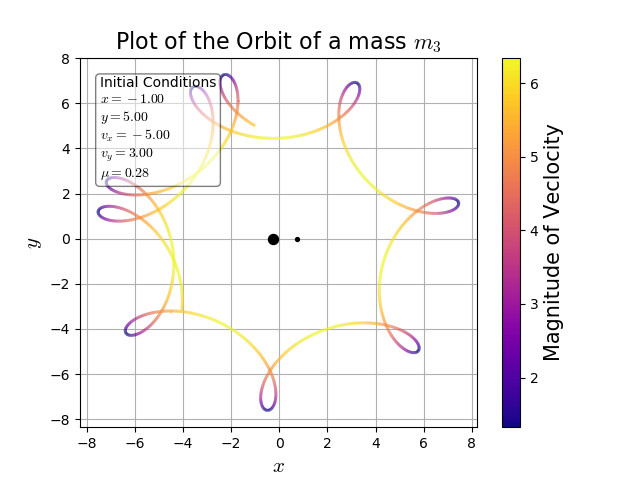 Plot of the Orbit of a mass m₃
Initial Conditions
x = −1.00
y = 5.00
vₓ = −5.00
v_y = 3.00
μ = 0.28
8
6
4
2
0
−2
−4
−6
−8
y
−8 −6 −4 −2 0 2 4 6 8
x
6
5
4
3
2
Magnitude of Veclocity